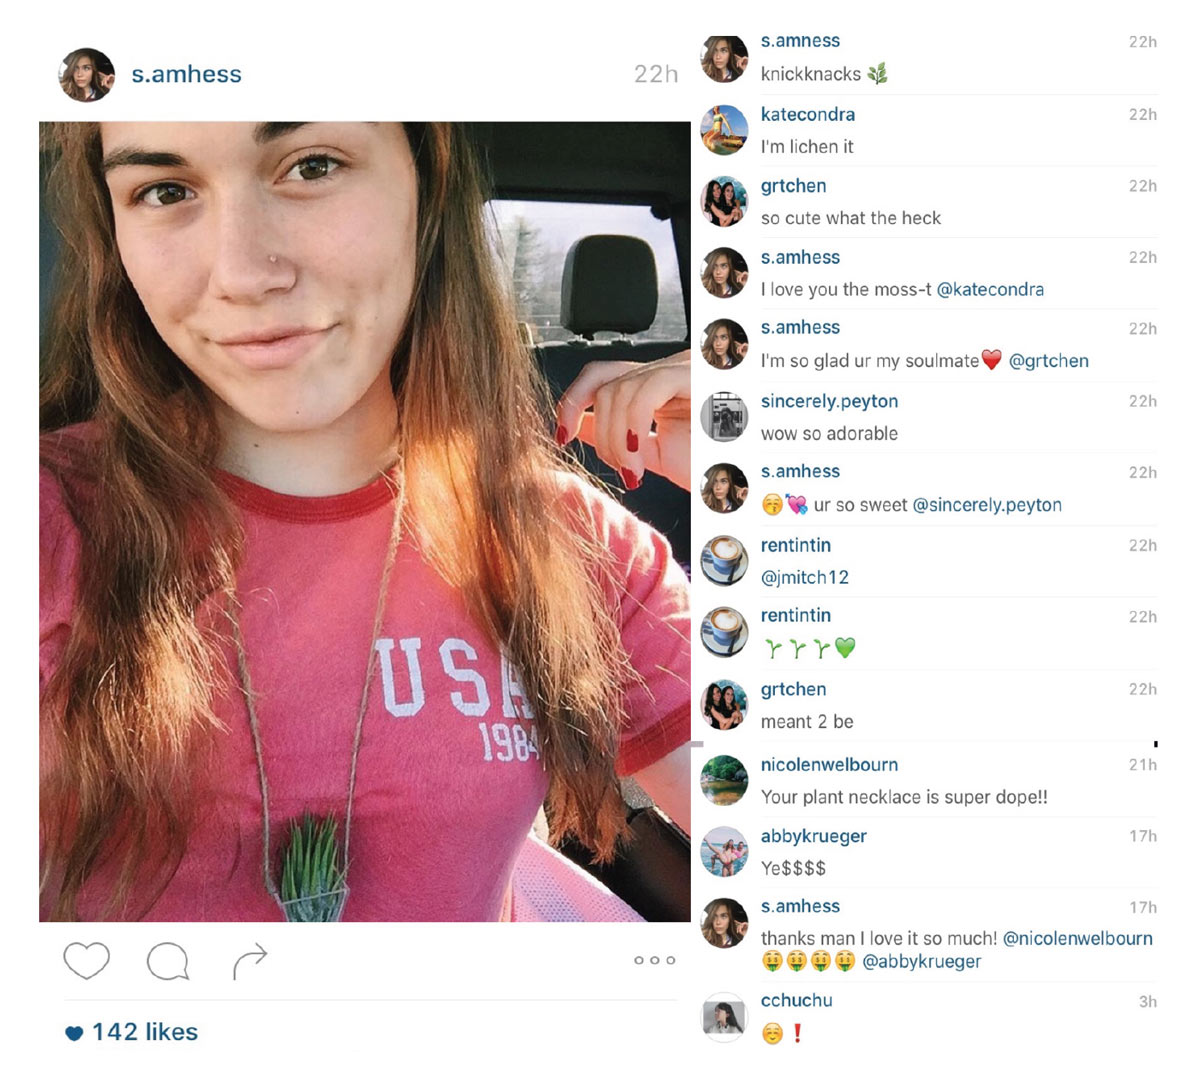 s.amhess
22h
USA
1984
142 likes
s.amhess
22h
knickknacks
katecondra
22h
I'm lichen it
grtchen
22h
so cute what the heck
s.amhess
22h
I love you the moss-t @katecondra
s.amhess
22h
I'm so glad ur my soulmate❤️ @grtchen
sincerely.peyton
22h
wow so adorable
s.amhess
22h
😚💘 ur so sweet @sincerely.peyton
rentintin
22h
@jmitch12
rentintin
22h
🌱🌱🌱💚
grtchen
22h
meant 2 be
nicolenwelbourn
21h
Your plant necklace is super dope!!
abbykrueger
17h
Ye$$$$
s.amhess
17h
thanks man I love it so much! @nicolenwelbourn
🤑🤑🤑🤑 @abbykrueger
cchuchu
3h
☺️❗